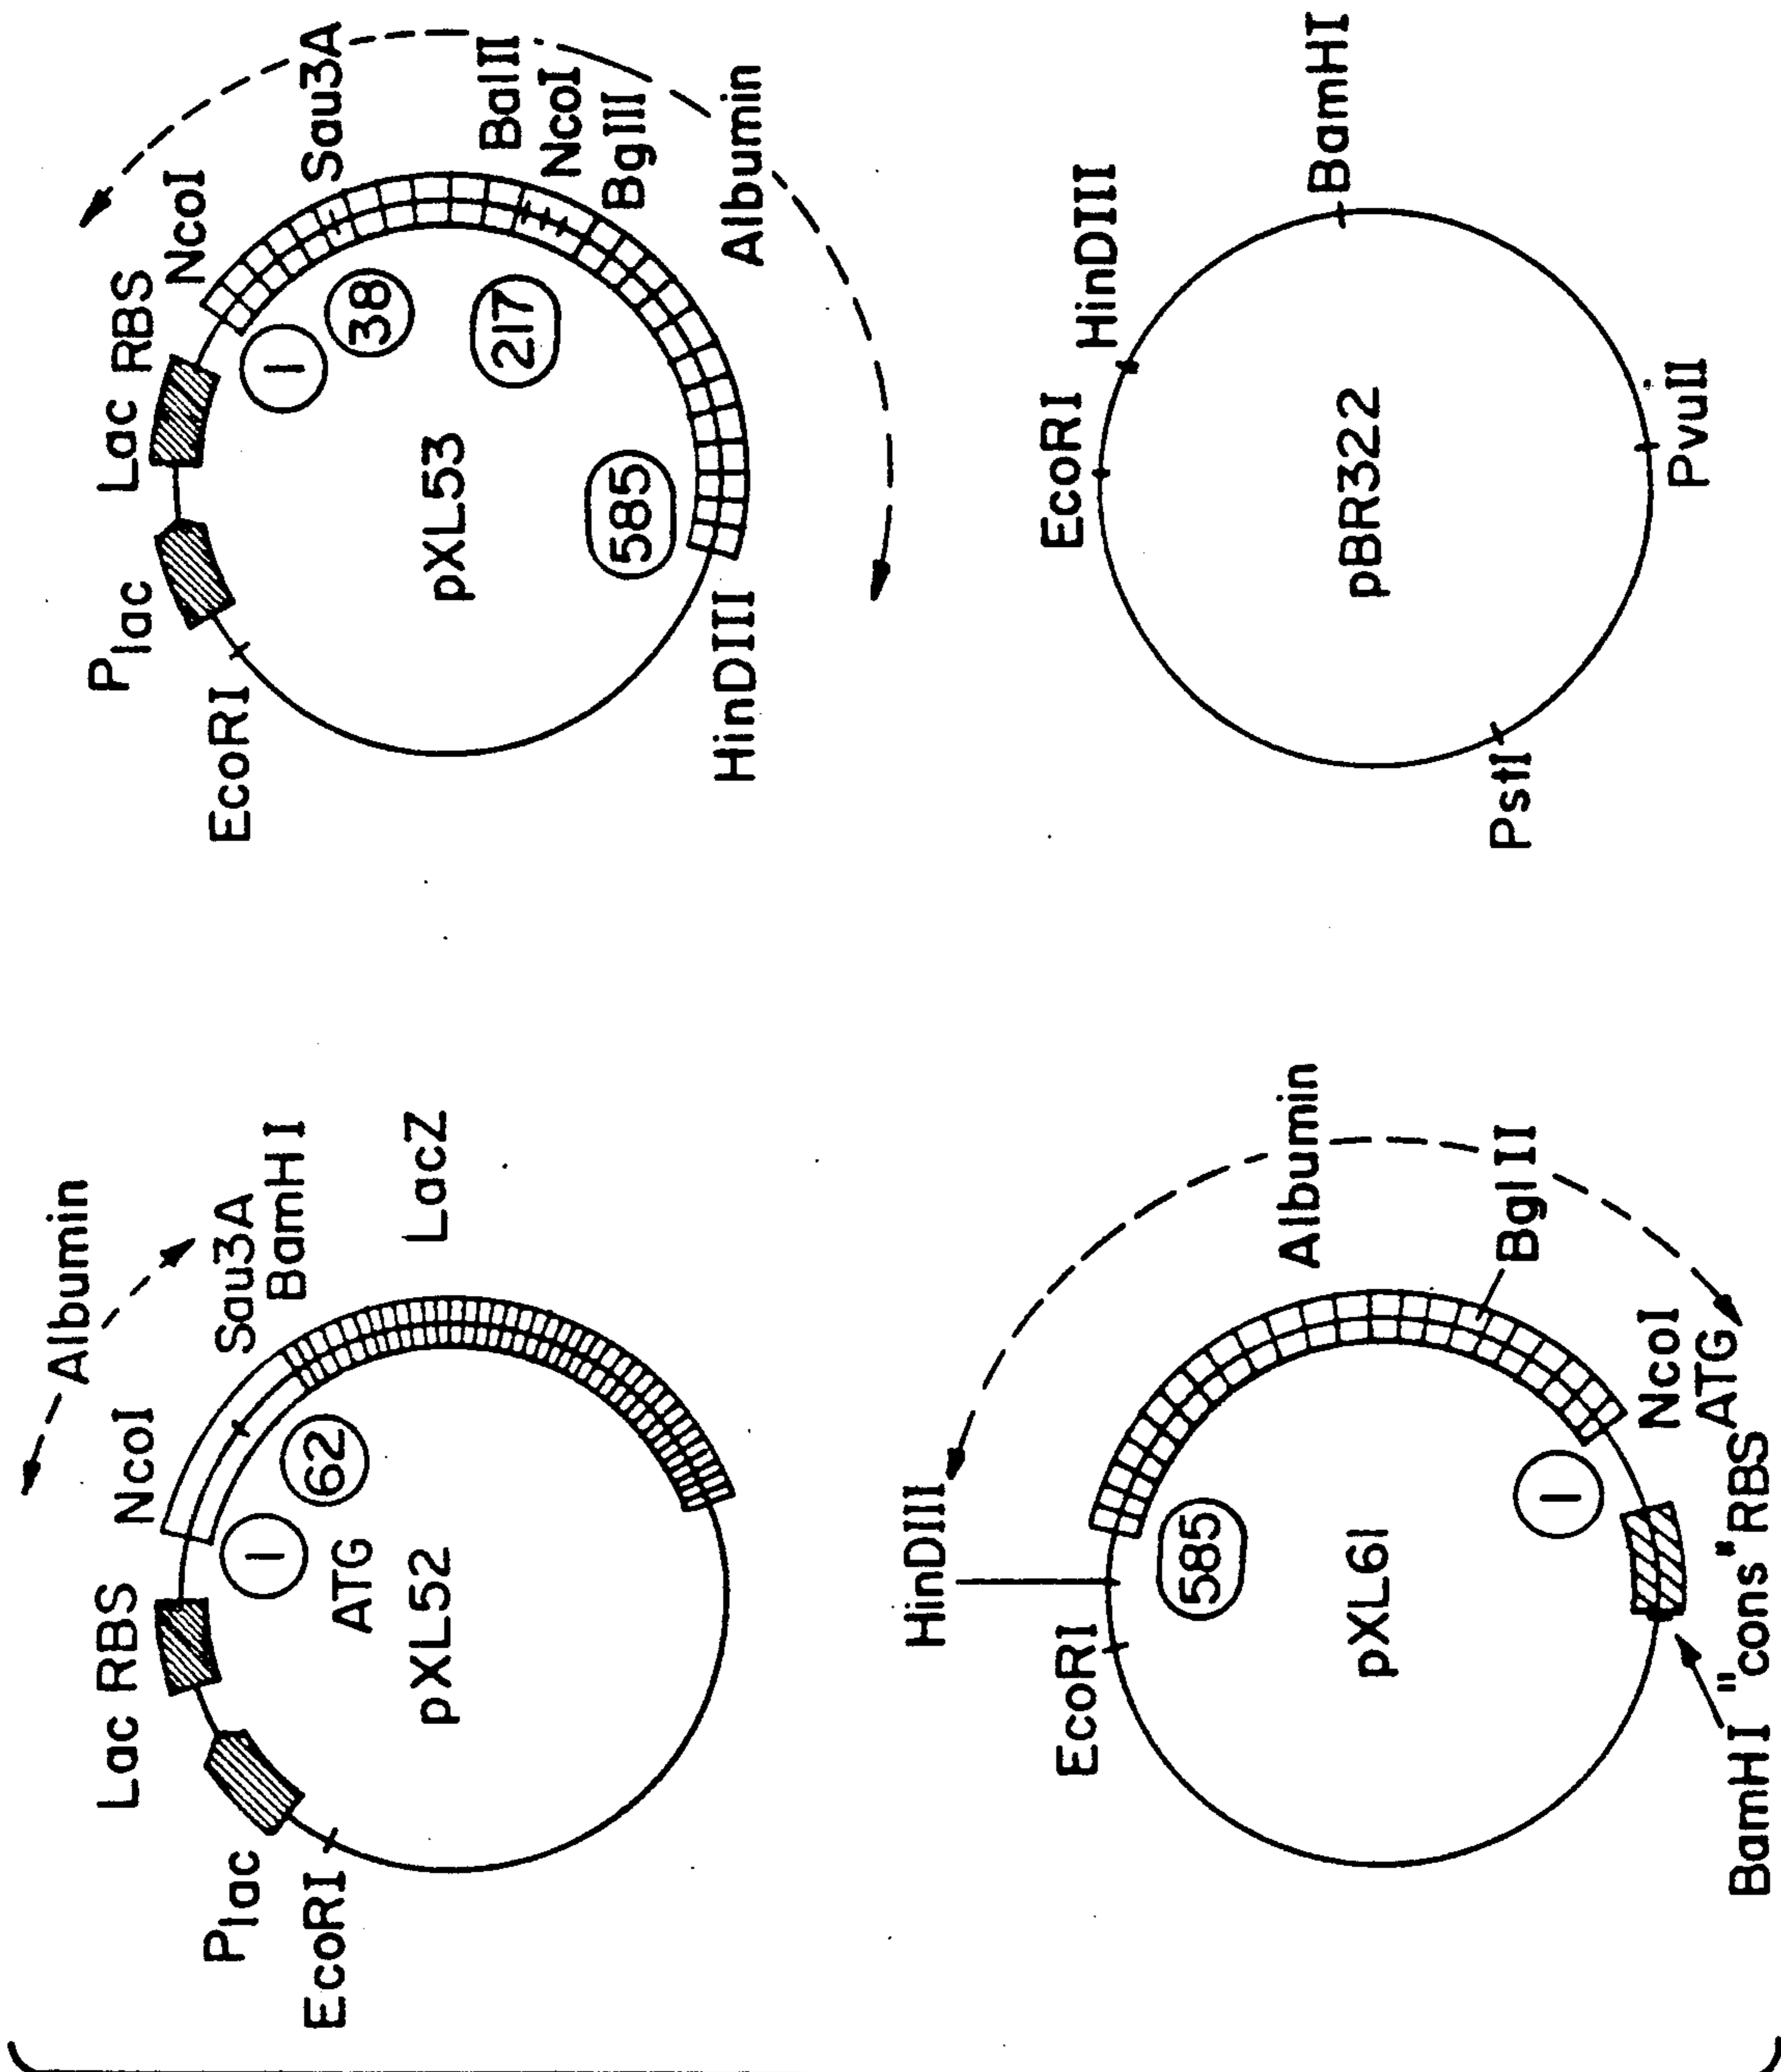 Albumin
Lac RBS
NcoI
Plac
Sau3A
BamHI
EcoRI
1
62
ATG
pXL52
LacZ
Plac
Lac RBS
NcoI
EcoRI
Sau3A
1
38
pXL53
217
BalII
NcoI
BglII
585
HinDIII
Albumin
HinDIII
EcoRI
585
Albumin
pXL61
BglII
1
NcoI
ATG
BamHI "cons" RBS
EcoRI
HinDIII
BamHI
pBR322
PstI
PvuII